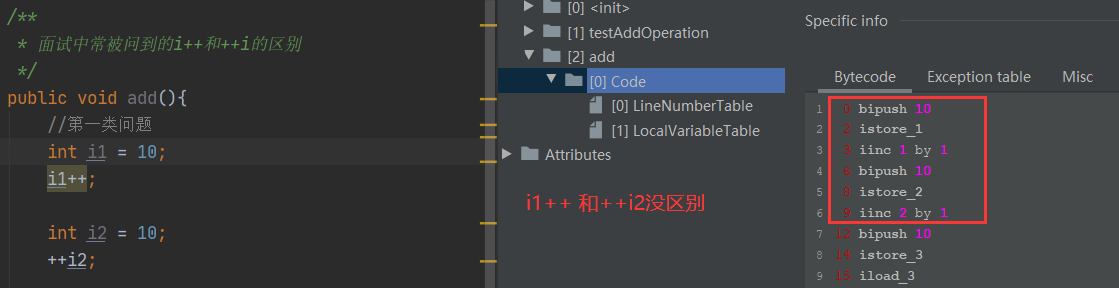 /**
* 面试中常被问到的i++和++i的区别
*/
public void add(){
//第一类问题
int i1 = 10;
i1++;
int i2 = 10;
++i2;
[0] <init>
[1] testAddOperation
[2] add
[0] Code
[0] LineNumberTable
[1] LocalVariableTable
Attributes
i1++ 和++i2没区别
Specific info
Bytecode Exception table Misc
1 0 bipush 10
2 2 istore_1
3 3 iinc 1 by 1
4 6 bipush 10
5 8 istore_2
6 9 iinc 2 by 1
7 12 bipush 10
8 14 istore_3
9 15 iload_3